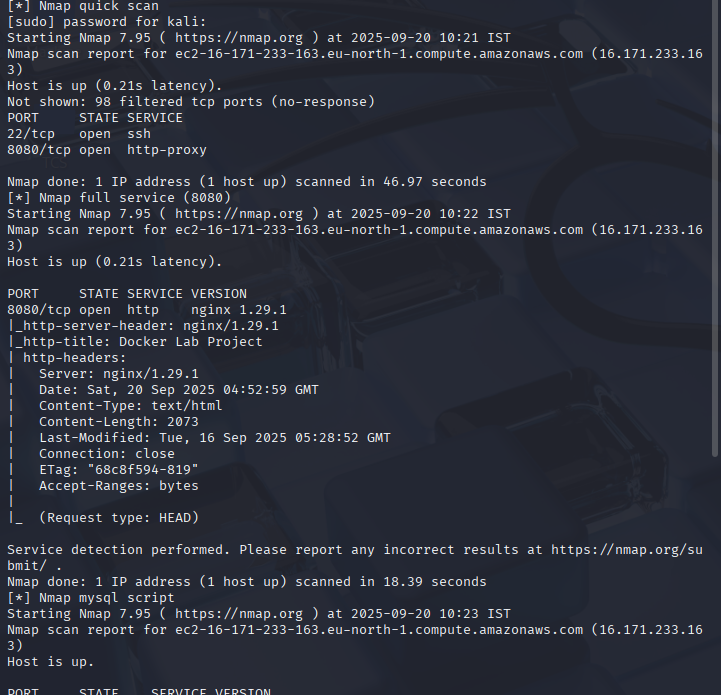 [*] Nmap quick scan
[sudo] password for kali:
Starting Nmap 7.95 ( https://nmap.org ) at 2025-09-20 10:21 IST
Nmap scan report for ec2-16-171-233-163.eu-north-1.compute.amazonaws.com (16.171.233.16
3)
Host is up (0.21s latency).
Not shown: 98 filtered tcp ports (no-response)
PORT     STATE SERVICE
22/tcp   open  ssh
8080/tcp open  http-proxy

Nmap done: 1 IP address (1 host up) scanned in 46.97 seconds
[*] Nmap full service (8080)
Starting Nmap 7.95 ( https://nmap.org ) at 2025-09-20 10:22 IST
Nmap scan report for ec2-16-171-233-163.eu-north-1.compute.amazonaws.com (16.171.233.16
3)
Host is up (0.21s latency).

PORT     STATE SERVICE VERSION
8080/tcp open  http    nginx 1.29.1
|_http-server-header: nginx/1.29.1
|_http-title: Docker Lab Project
| http-headers:
|   Server: nginx/1.29.1
|   Date: Sat, 20 Sep 2025 04:52:59 GMT
|   Content-Type: text/html
|   Content-Length: 2073
|   Last-Modified: Tue, 16 Sep 2025 05:28:52 GMT
|   Connection: close
|   ETag: "68c8f594-819"
|   Accept-Ranges: bytes
|
|_  (Request type: HEAD)

Service detection performed. Please report any incorrect results at https://nmap.org/su
bmit/ .
Nmap done: 1 IP address (1 host up) scanned in 18.39 seconds
[*] Nmap mysql script
Starting Nmap 7.95 ( https://nmap.org ) at 2025-09-20 10:23 IST
Nmap scan report for ec2-16-171-233-163.eu-north-1.compute.amazonaws.com (16.171.233.16
3)
Host is up.

PORT     STATE    SERVICE VERSION